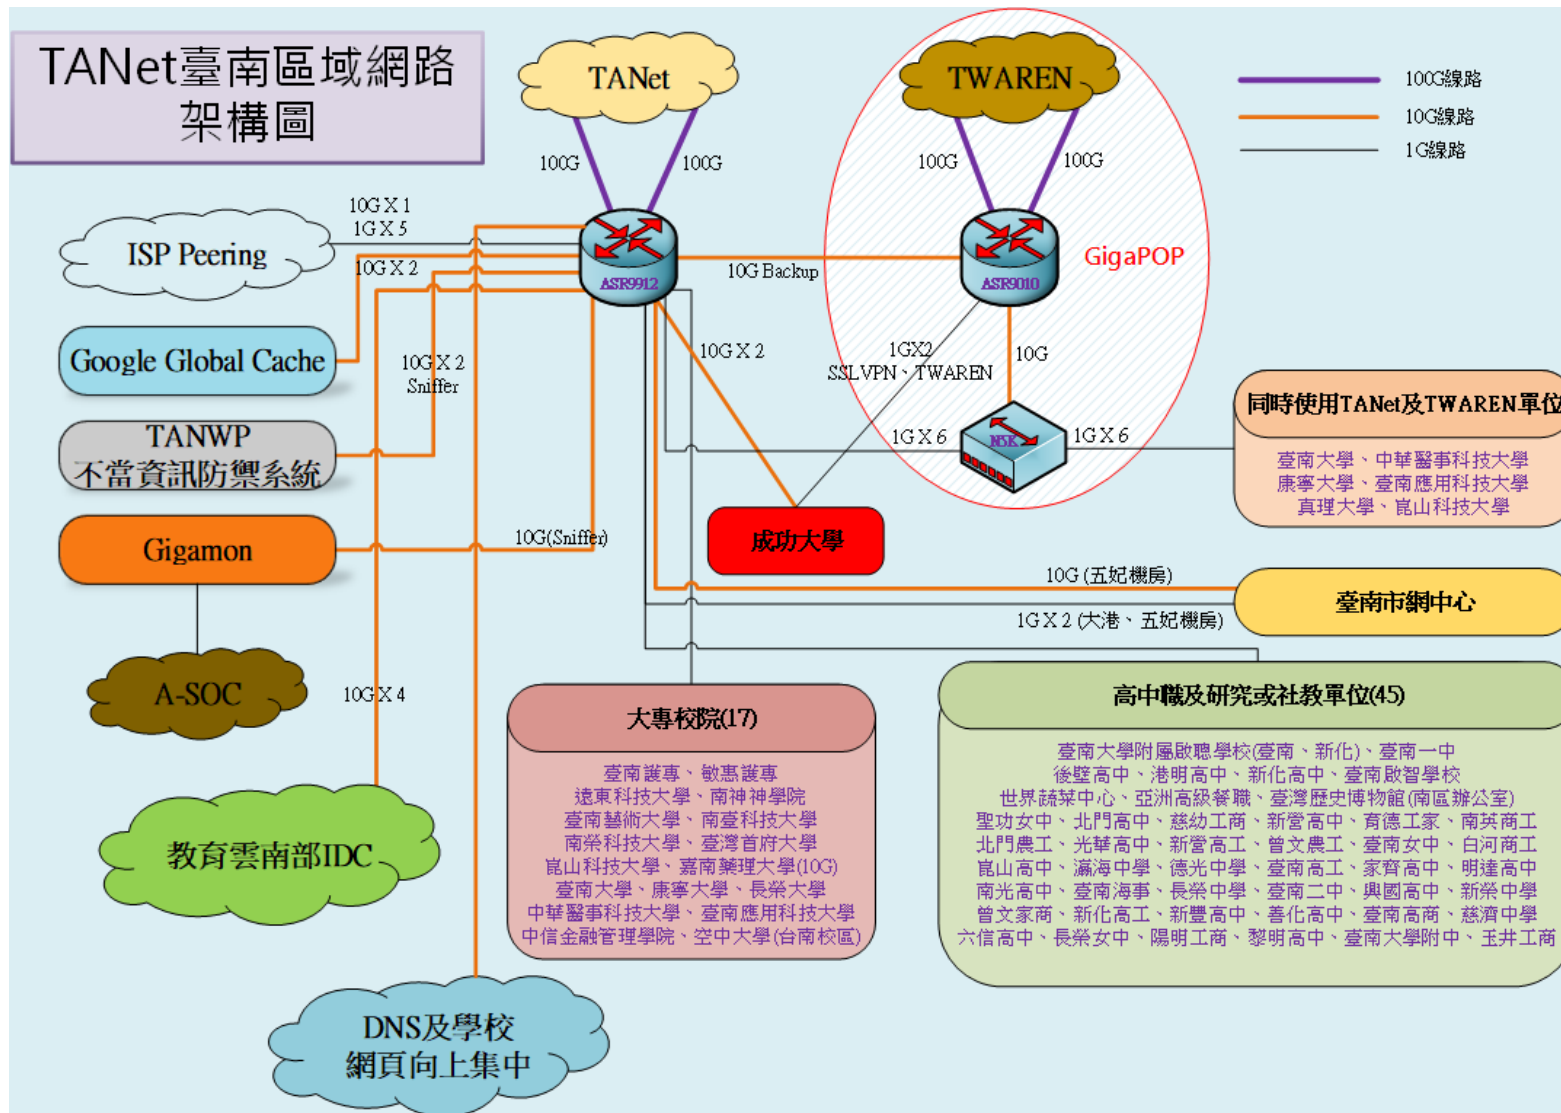 TANet臺南區域網路
架構圖
TANet
TWAREN
100G線路
10G線路
1G線路
100G
100G
100G
100G
10G X 1
1G X 5
ISP Peering
10G X 2
ASR9912
10G Backup
ASR9010
GigaPOP
Google Global Cache
10G X 2
Sniffer
10G X 2
1GX2
SSLVPN、TWAREN
10G
TANWP
不當資訊防禦系統
1G X 6
N5K
1G X 6
同時使用TANet及TWAREN單位
臺南大學、中華醫事科技大學
康寧大學、臺南應用科技大學
真理大學、崑山科技大學
Gigamon
10G(Sniffer)
成功大學
10G (五妃機房)
臺南市網中心
1G X 2 (大港、五妃機房)
A-SOC
10G X 4
大專校院(17)
臺南護專、敏惠護專
遠東科技大學、南神神學院
臺南藝術大學、南臺科技大學
南榮科技大學、臺灣首府大學
崑山科技大學、嘉南藥理大學(10G)
臺南大學、康寧大學、長榮大學
中華醫事科技大學、臺南應用科技大學
中信金融管理學院、空中大學(台南校區)
高中職及研究或社教單位(45)
臺南大學附屬啟聰學校(臺南、新化)、臺南一中
後壁高中、港明高中、新化高中、臺南啟智學校
世界蔬菜中心、亞洲高級餐職、臺灣歷史博物館(南區辦公室)
聖功女中、北門高中、慈幼工商、新營高中、育德工家、南英商工
北門農工、光華高中、新營高工、曾文農工、臺南女中、白河商工
崑山高中、瀛海中學、德光中學、臺南高工、家齊高中、明達高中
南光高中、臺南海事、長榮中學、臺南二中、興國高中、新榮中學
曾文家商、新化高工、新豐高中、善化高中、臺南高商、慈濟中學
六信高中、長榮女中、陽明工商、黎明高中、臺南大學附中、玉井工商
教育雲南部IDC
DNS及學校
網頁向上集中